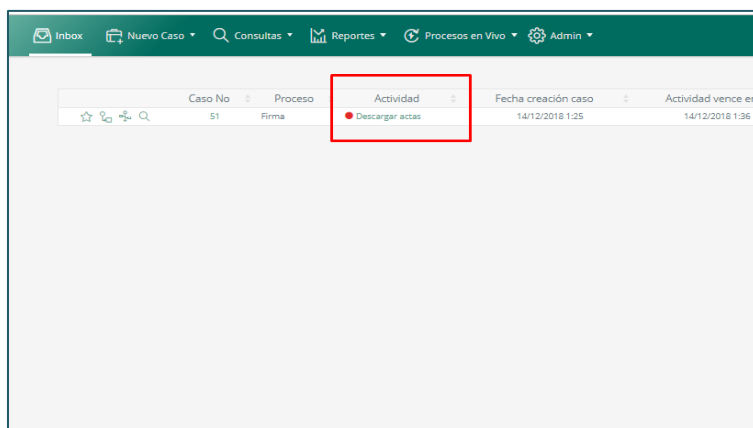 Inbox Nuevo Caso Consultas Reportes Procesos en Vivo Admin
Caso No Proceso Actividad Fecha creación caso Actividad vence
51 Firma Descargar actas 14/12/2018 1:25 14/12/2018 1:36